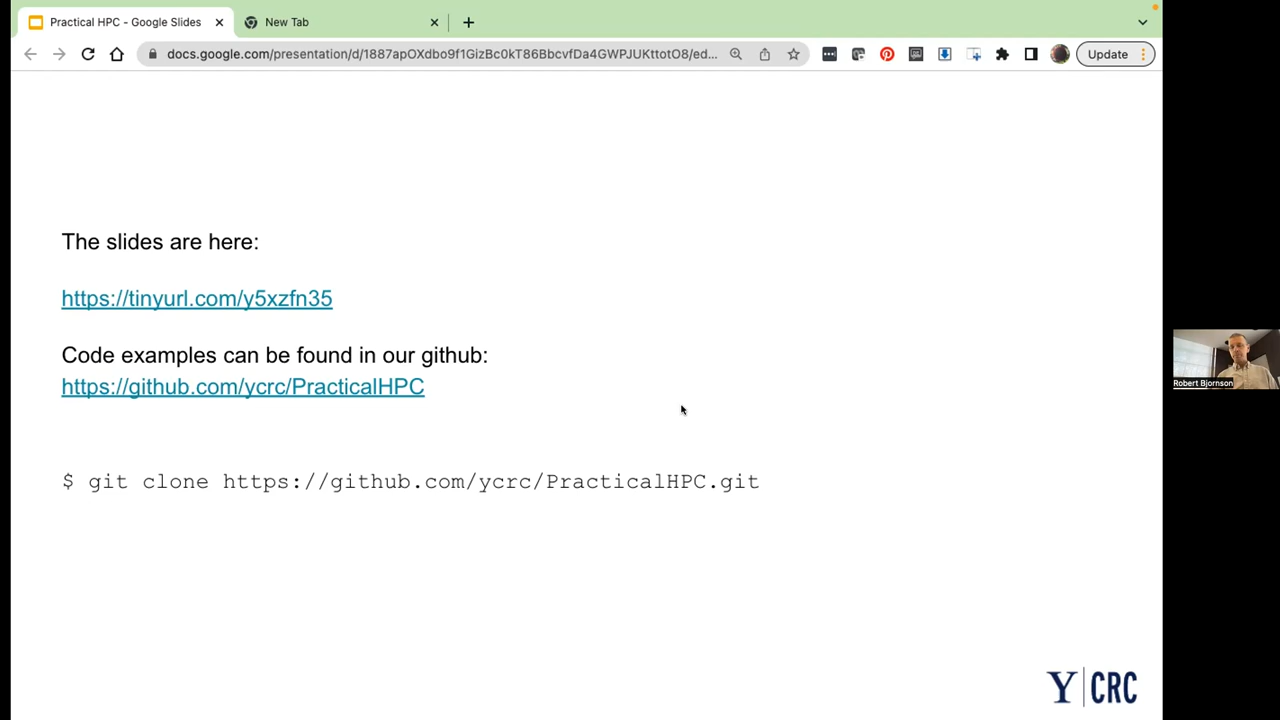 Practical HPC - Google Slides
New Tab
docs.google.com/presentation/d/1887apOXdbo9f1GizBc0kT86BbcvfDa4GWPJUKttotO8/ed...
Update
The slides are here:
https://tinyurl.com/y5xzfn35
Code examples can be found in our github:
https://github.com/ycrc/PracticalHPC
$ git clone https://github.com/ycrc/PracticalHPC.git
Robert Bjornson
Y CRC